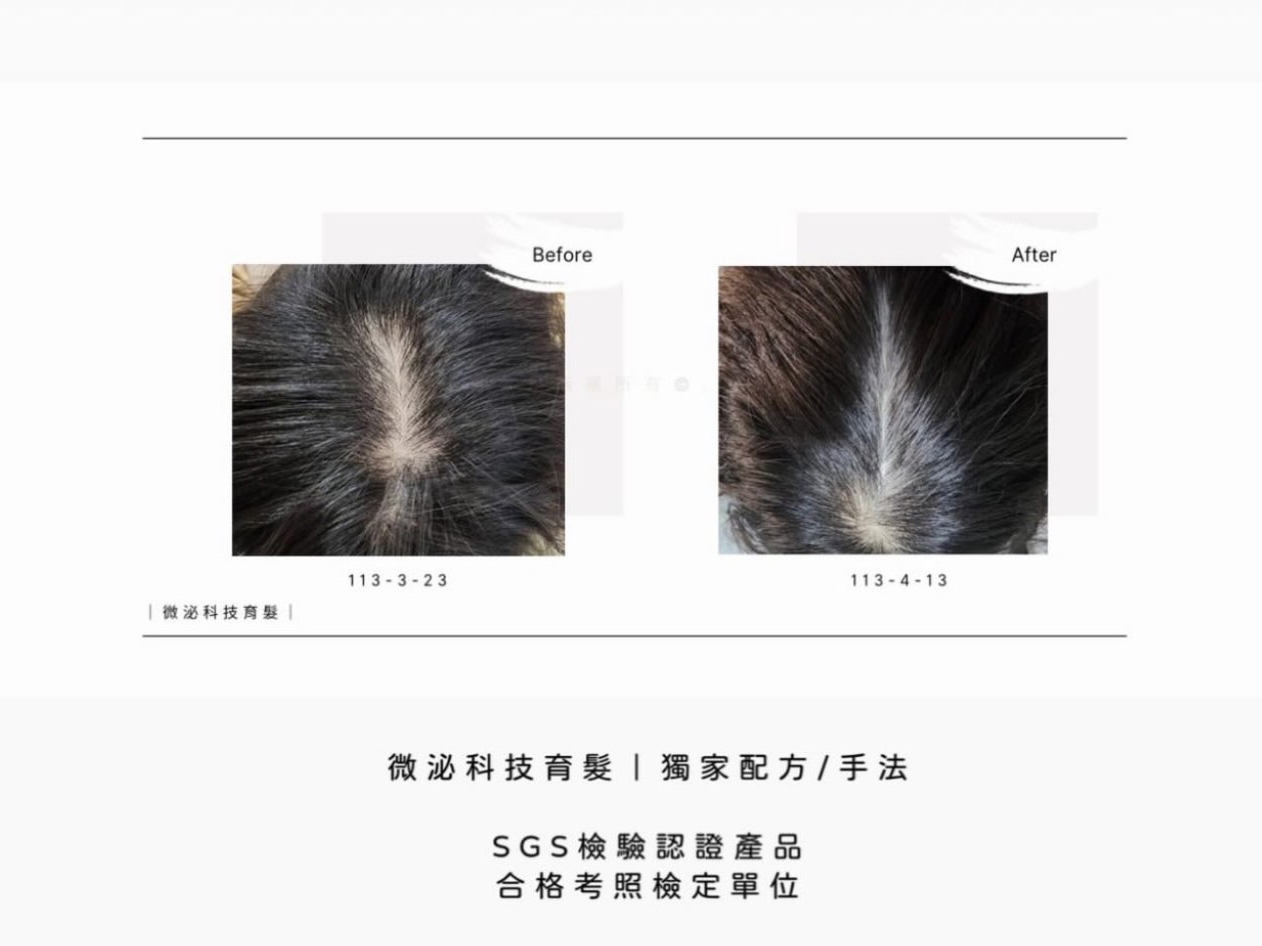 Before
After
113-3-23
113-4-13
｜微泌科技育髮｜
微泌科技育髮｜獨家配方/手法
SGS檢驗認證產品
合格考照檢定單位